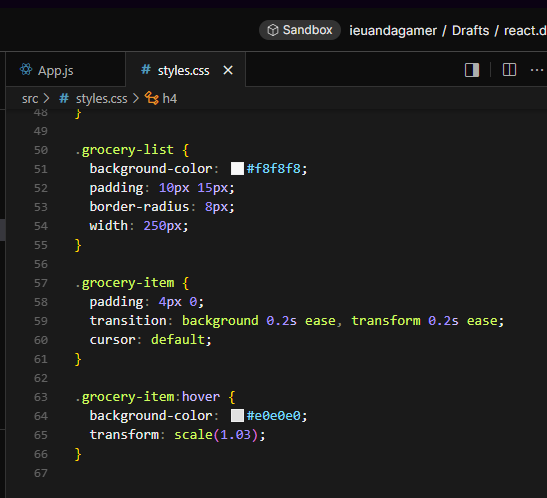 Sandbox ieuandagamer / Drafts / react.d
App.js # styles.css ×
src > # styles.css > h4
48 }
49
50 .grocery-list {
51 background-color: #f8f8f8;
52 padding: 10px 15px;
53 border-radius: 8px;
54 width: 250px;
55 }
56
57 .grocery-item {
58 padding: 4px 0;
59 transition: background 0.2s ease, transform 0.2s ease;
60 cursor: default;
61 }
62
63 .grocery-item:hover {
64 background-color: #e0e0e0;
65 transform: scale(1.03);
66 }
67